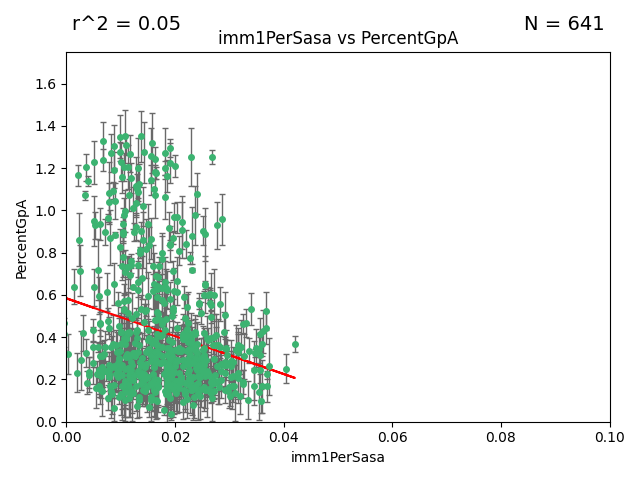 r^2 = 0.05
N = 641
imm1PerSasa vs PercentGpA
PercentGpA
1.6
1.4
1.2
1.0
0.8
0.6
0.4
0.2
0.0
0.00 0.02 0.04 0.06 0.08 0.10
imm1PerSasa